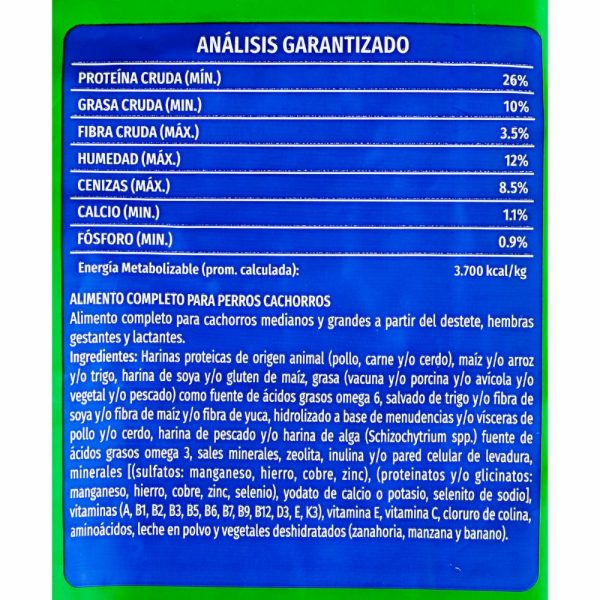 ANÁLISIS GARANTIZADO
PROTEÍNA CRUDA (MÍN.) 26%
GRASA CRUDA (MIN.) 10%
FIBRA CRUDA (MÁX.) 3.5%
HUMEDAD (MÁX.) 12%
CENIZAS (MÁX.) 8.5%
CALCIO (MIN.) 1.1%
FÓSFORO (MIN.) 0.9%
Energía Metabolizable (prom. calculada): 3.700 kcal/kg
ALIMENTO COMPLETO PARA PERROS CACHORROS
Alimento completo para cachorros medianos y grandes a partir del destete, hembras
gestantes y lactantes.
Ingredientes: Harinas proteicas de origen animal (pollo, carne y/o cerdo), maíz y/o arroz
y/o trigo, harina de soya y/o gluten de maíz, grasa (vacuna y/o porcina y/o avícola y/o
vegetal y/o pescado) como fuente de ácidos grasos omega 6, salvado de trigo y/o fibra de
soya y/o fibra de maíz y/o fibra de yuca, hidrolizado a base de menudencias y/o vísceras de
pollo y/o cerdo, harina de pescado y/o harina de alga (Schizochytrium spp.) fuente de
ácidos grasos omega 3, sales minerales, zeolita, inulina y/o pared celular de levadura,
minerales [(sulfatos: manganeso, hierro, cobre, zinc), (proteinatos y/o glicinatos:
manganeso, hierro, cobre, zinc, selenio), yodato de calcio o potasio, selenito de sodio],
vitaminas (A, B1, B2, B3, B5, B6, B7, B9, B12, D3, E, K3), vitamina E, vitamina C, cloruro de colina,
aminoácidos, leche en polvo y vegetales deshidratados (zanahoria, manzana y banano).